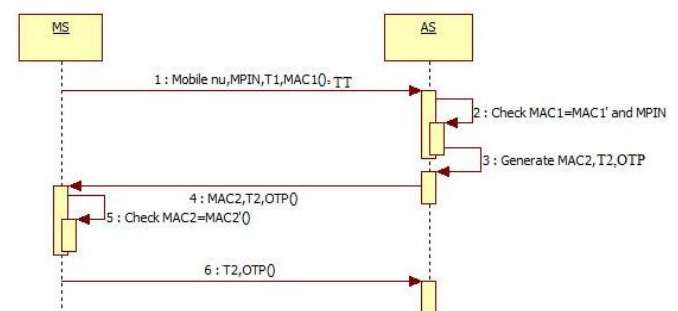 MS
AS
1 : Mobile nu,MPIN,T1,MAC1(), TT
2 : Check MAC1=MAC1' and MPIN
3 : Generate MAC2,T2,OTP
4 : MAC2,T2,OTP()
5 : Check MAC2=MAC2'()
6 : T2,OTP()